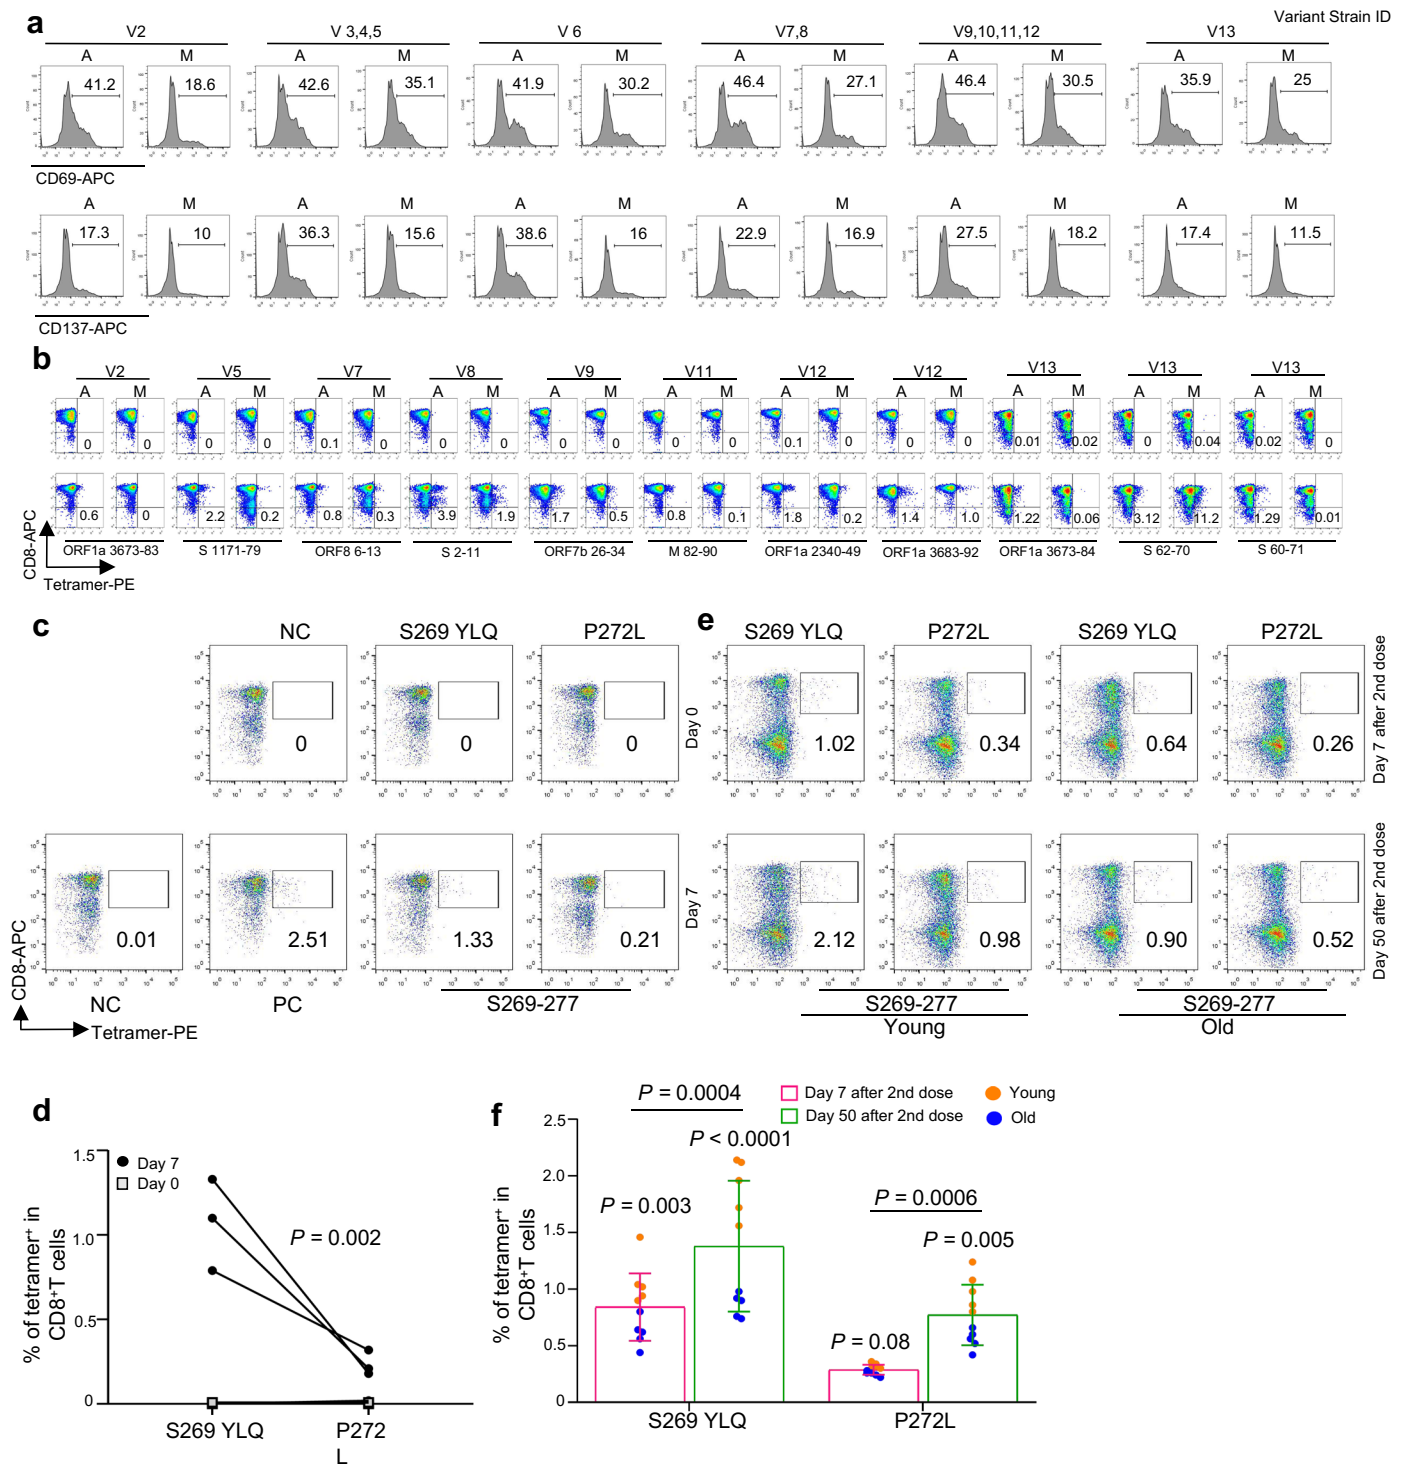 a
Variant Strain ID
V2
V 3,4,5
V 6
V7,8
V9,10,11,12
V13
A M A M A M A M A M A M
41.2 18.6 42.6 35.1 41.9 30.2 46.4 27.1 46.4 30.5 35.9 25
CD69-APC
A M A M A M A M A M A M
17.3 10 36.3 15.6 38.6 16 22.9 16.9 27.5 18.2 17.4 11.5
CD137-APC
b
V2 V5 V7 V8 V9 V11 V12 V12 V13 V13 V13
A M A M A M A M A M A M A M A M A M A M A M
0 0 0 0 0.1 0 0 0 0 0 0 0 0.1 0 0 0 0.01 0.02 0 0.04 0.02 0
0.6 0 2.2 0.2 0.8 0.3 3.9 1.9 1.7 0.5 0.8 0.1 1.8 0.2 1.4 1.0 1.22 0.06 3.12 11.2 1.29 0.01
ORF1a 3673-83 S 1171-79 ORF8 6-13 S 2-11 ORF7b 26-34 M 82-90 ORF1a 2340-49 ORF1a 3683-92 ORF1a 3673-84 S 62-70 S 60-71
CD8-APC
Tetramer-PE
c
NC S269 YLQ P272L
0 0 0
Day 0
0.01 2.51 1.33 0.21
Day 7
CD8-APC
NC PC S269-277
Tetramer-PE
e
S269 YLQ P272L S269 YLQ P272L
1.02 0.34 0.64 0.26
Day 7 after 2nd dose
2.12 0.98 0.90 0.52
Day 50 after 2nd dose
S269-277 S269-277
Young Old
d
% of tetramer⁺ in
CD8⁺T cells
1.5
1.0
0.5
0
Day 7
Day 0
P = 0.002
S269 YLQ P272
L
f
% of tetramer⁺ in
CD8⁺T cells
2.5
2.0
1.5
1.0
0.5
0
Day 7 after 2nd dose
Day 50 after 2nd dose
Young
Old
P = 0.0004
P < 0.0001
P = 0.003
P = 0.0006
P = 0.005
P = 0.08
S269 YLQ P272L